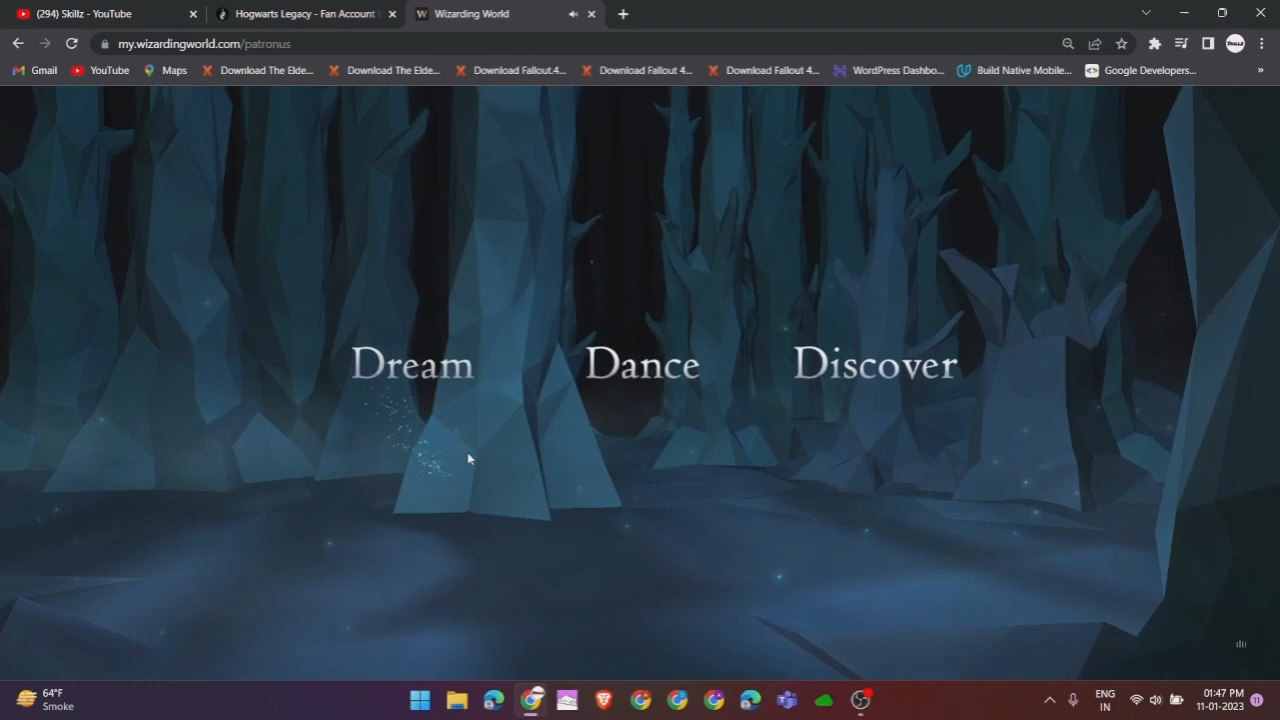 (294) Skillz - YouTube
Hogwarts Legacy - Fan Account
Wizarding World
my.wizardingworld.com/patronus
Gmail
YouTube
Maps
Download The Elde...
Download The Elde...
Download Fallout.4...
Download Fallout 4...
Download Fallout 4...
WordPress Dashbo...
Build Native Mobile...
Google Developers...
Dream Dance Discover
64°F
Smoke
ENG
IN
01:47 PM
11-01-2023